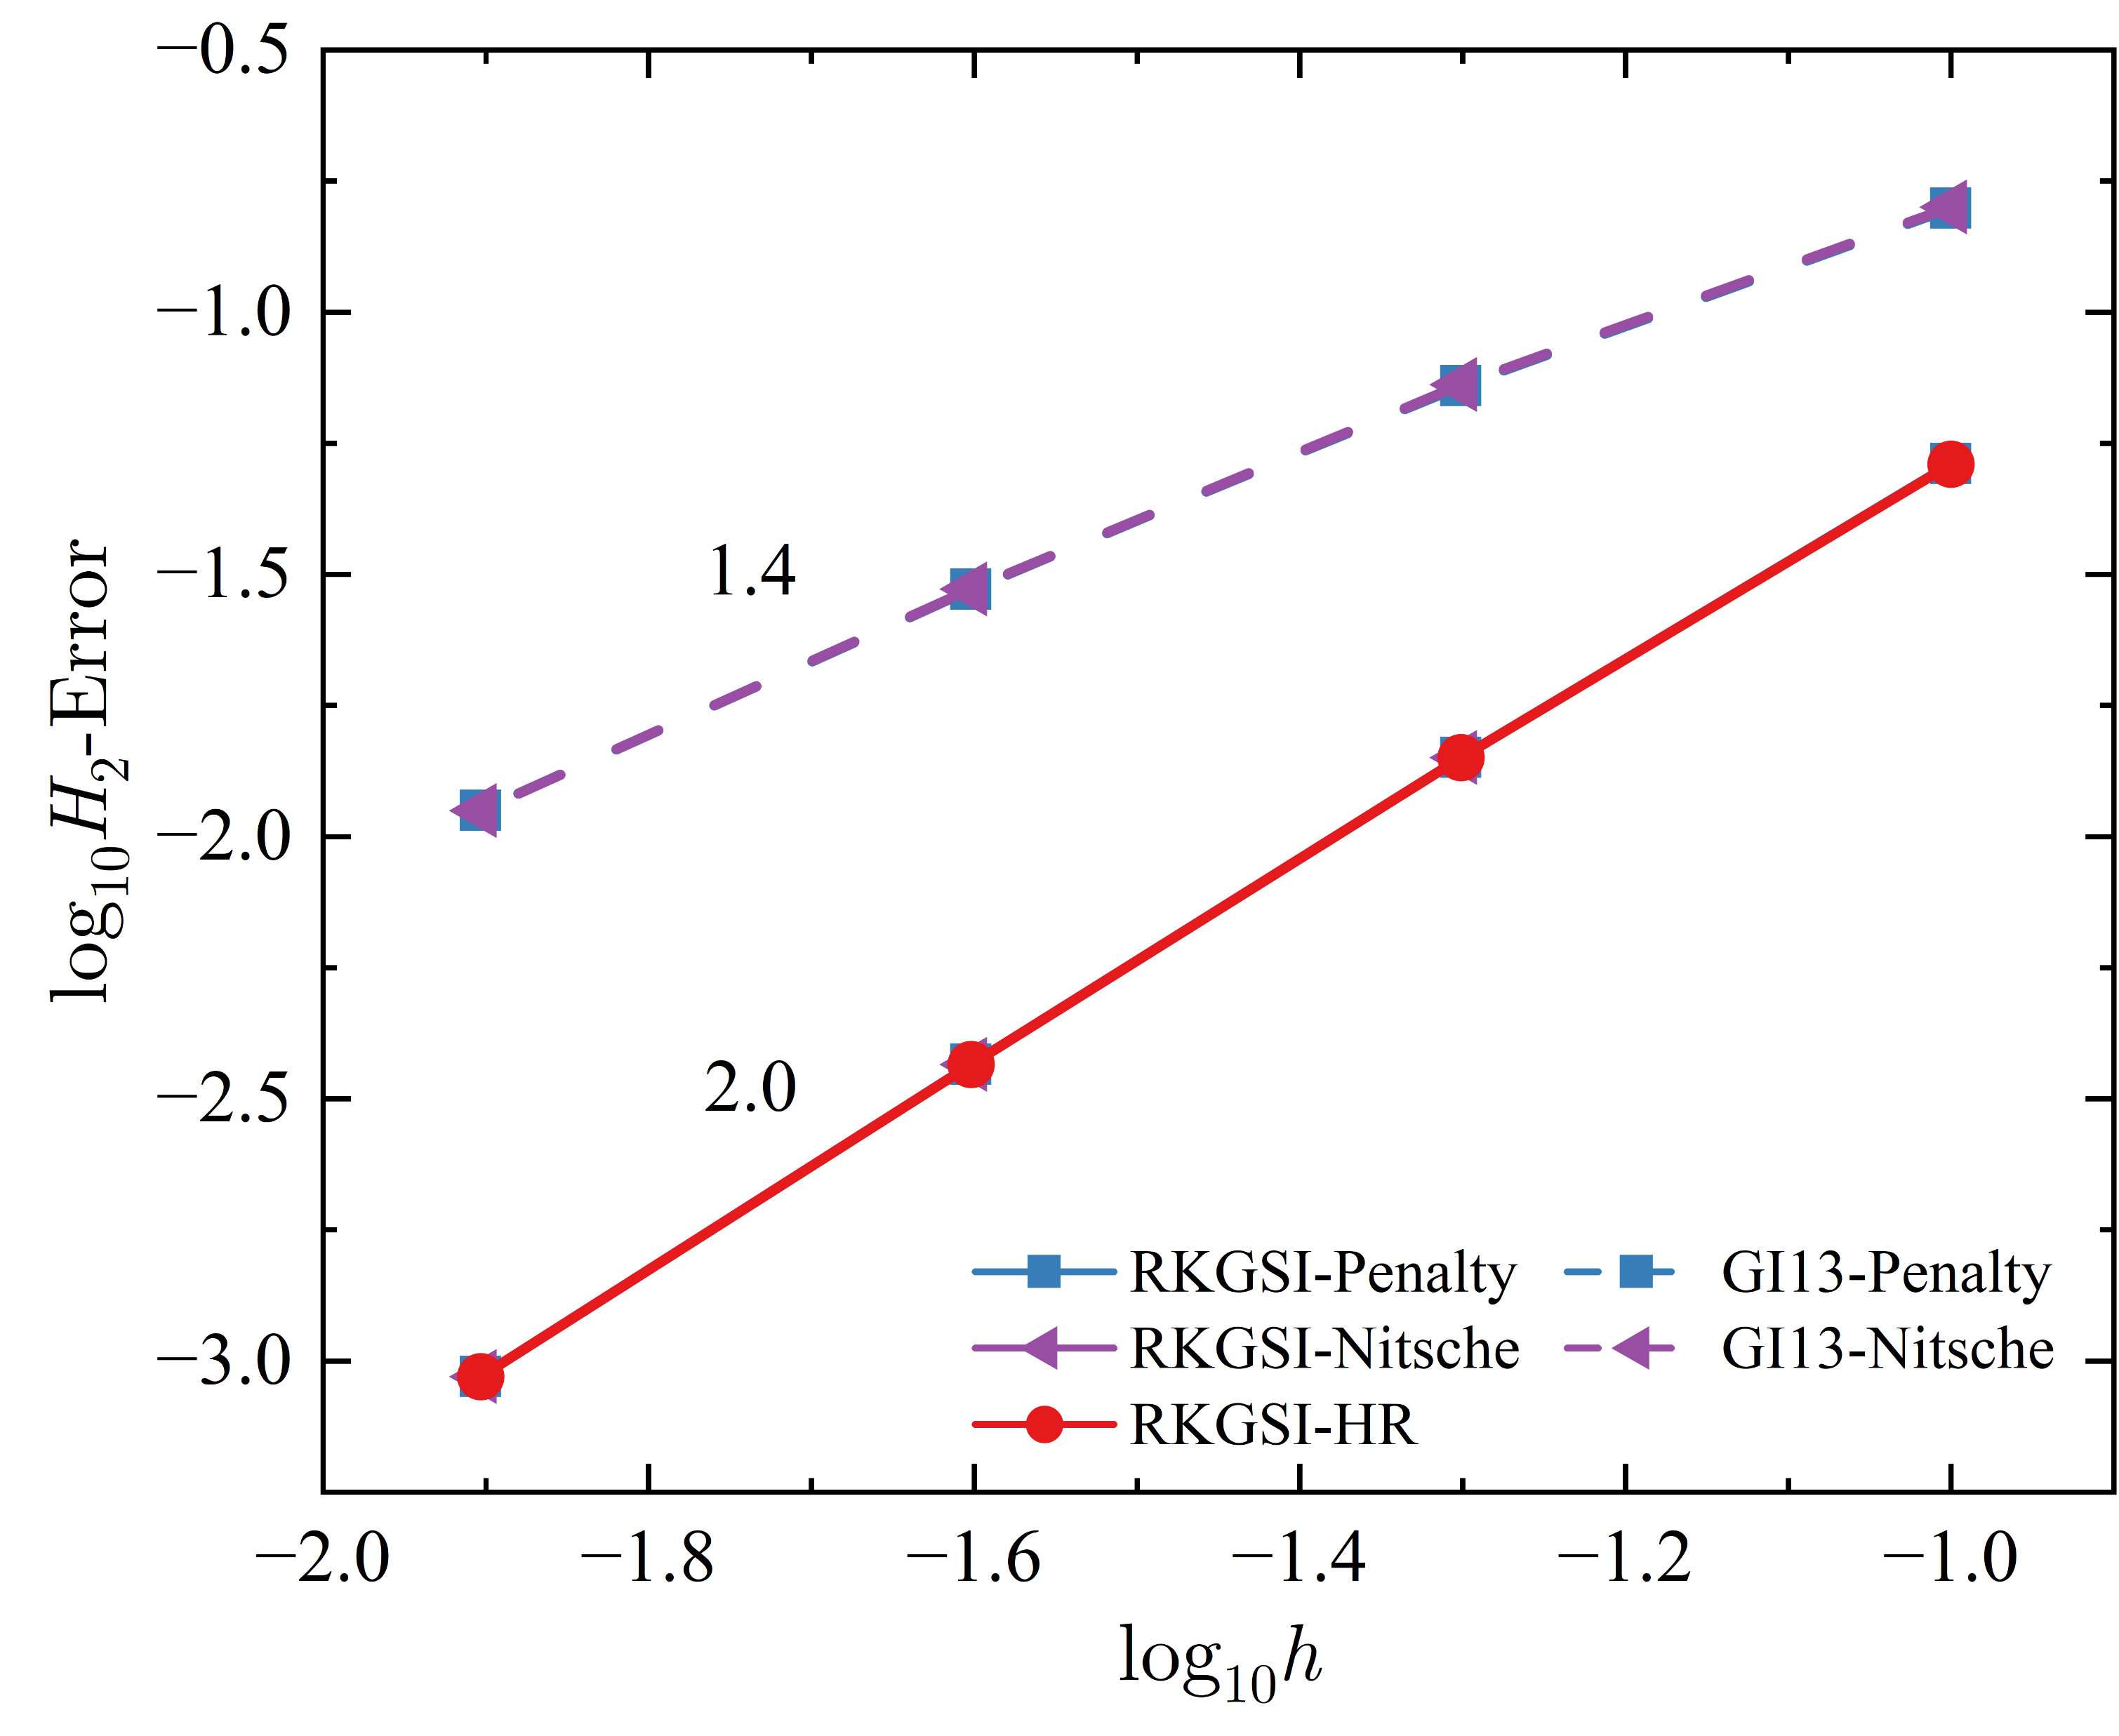 −0.5
−1.0
−1.5
−2.0
−2.5
−3.0
log₁₀H₂-Error
1.4
2.0
RKGSI-Penalty
GI13-Penalty
RKGSI-Nitsche
GI13-Nitsche
RKGSI-HR
−2.0 −1.8 −1.6 −1.4 −1.2 −1.0
log₁₀h